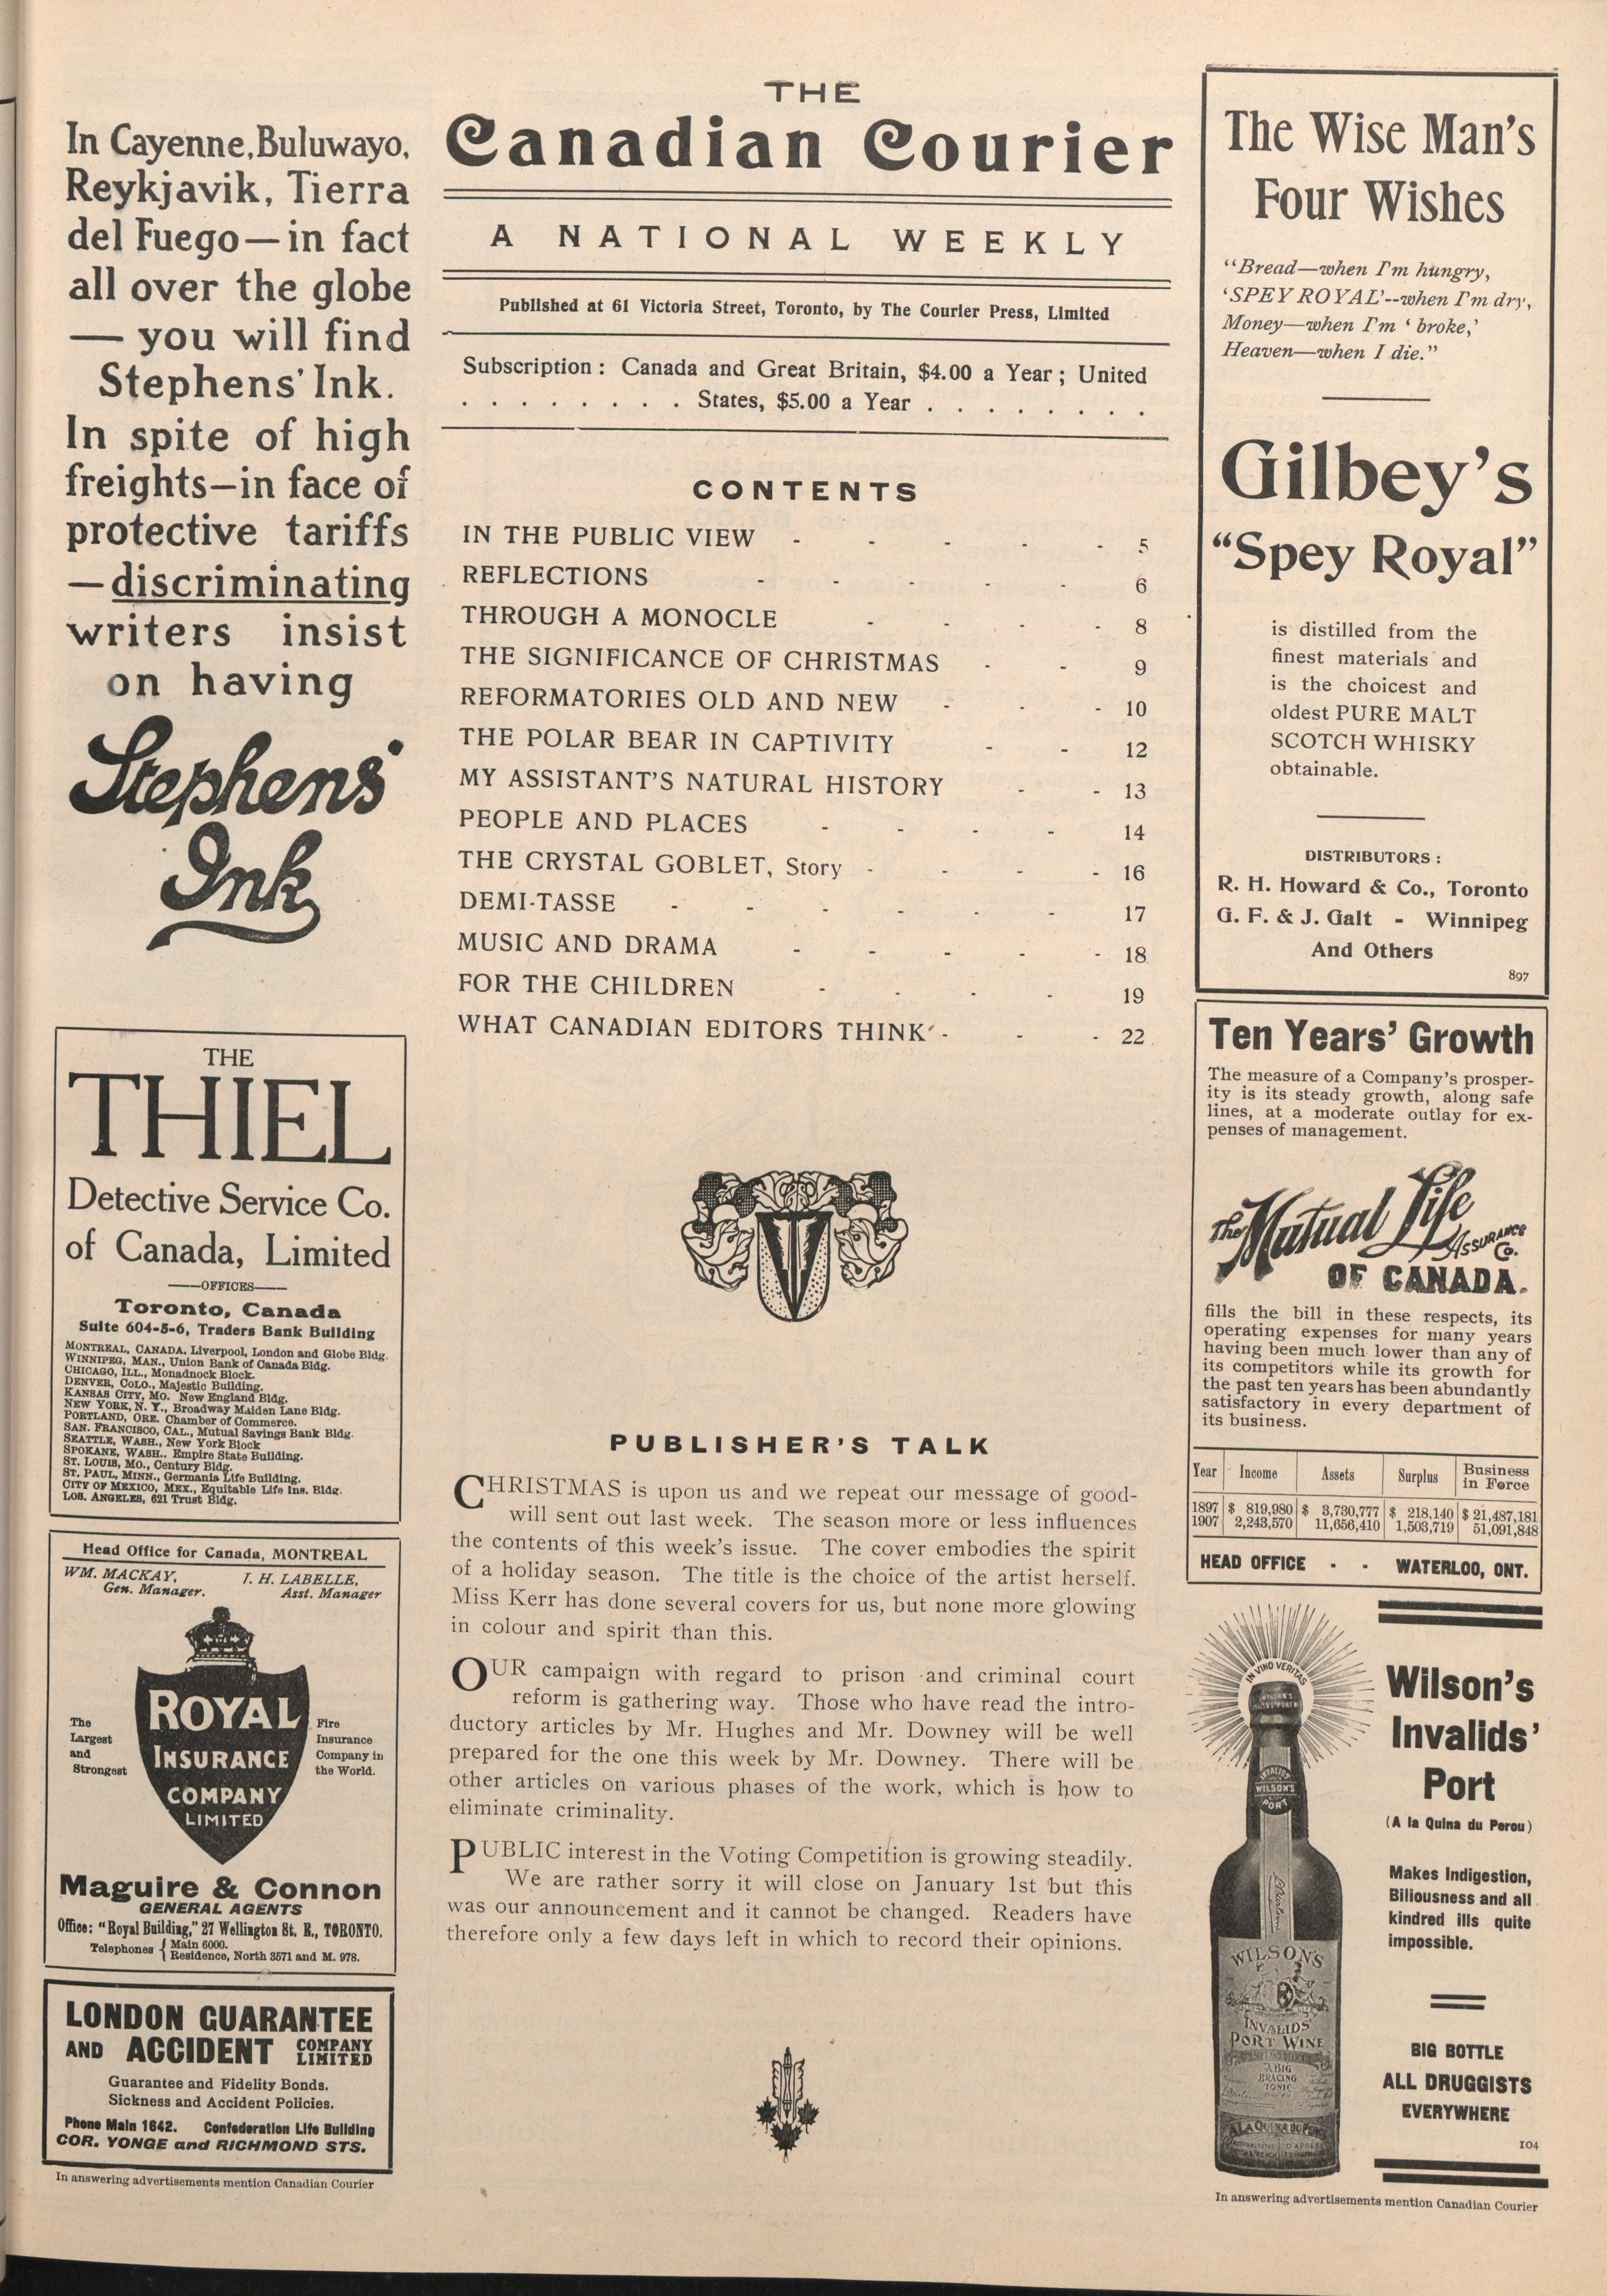 In Cayenne, Buluwayo,
Reykjavik, Tierra
del Fuego—in fact
all over the globe
— you will find
Stephens' Ink.
In spite of high
freights—in face of
protective tariffs
—discriminating
writers insist
on having
Stephens'
Ink
THE
THIEL
Detective Service Co.
of Canada, Limited
——OFFICES——
Toronto, Canada
Suite 604-5-6, Traders Bank Building
MONTREAL, CANADA. Liverpool, London and Globe Bldg.
WINNIPEG, MAN., Union Bank of Canada Bldg.
CHICAGO, ILL., Monadnock Block.
DENVER, COLO., Majestic Building.
KANSAS CITY, MO. New England Bldg.
NEW YORK, N. Y., Broadway Maiden Lane Bldg.
PORTLAND, ORE. Chamber of Commerce.
SAN. FRANCISCO, CAL., Mutual Savings Bank Bldg.
SEATTLE, WASH., New York Block
SPOKANE, WASH.. Empire State Building.
ST. LOUIS, MO., Century Bldg.
ST. PAUL, MINN., Germania Life Building.
CITY OF MEXICO, MEX., Equitable Life Ins. Bldg.
LOS. ANGELES, 621 Trust Bldg.
Head Office for Canada, MONTREAL
WM. MACKAY, J. H. LABELLE,
Gen. Manager. Asst. Manager
ROYAL
INSURANCE
COMPANY
LIMITED
The
Largest
and
Strongest
Fire
Insurance
Company in
the World.
Maguire & Connon
GENERAL AGENTS
Office: "Royal Building," 27 Wellington St. E., TORONTO.
Telephones { Main 6000.
Residence, North 3571 and M. 978.
LONDON GUARANTEE
AND ACCIDENT COMPANY LIMITED
Guarantee and Fidelity Bonds.
Sickness and Accident Policies.
Phone Main 1642. Confederation Life Building
COR. YONGE and RICHMOND STS.
In answering advertisements mention Canadian Courier
THE
Canadian Courier
A NATIONAL WEEKLY
Published at 61 Victoria Street, Toronto, by The Courier Press, Limited
Subscription: Canada and Great Britain, $4.00 a Year; United
. . . . . . . . States, $5.00 a Year . . . . . . . .
CONTENTS
IN THE PUBLIC VIEW - - - - - 5
REFLECTIONS - - - - - 6
THROUGH A MONOCLE - - - - 8
THE SIGNIFICANCE OF CHRISTMAS - - 9
REFORMATORIES OLD AND NEW - - - 10
THE POLAR BEAR IN CAPTIVITY - - 12
MY ASSISTANT'S NATURAL HISTORY - - 13
PEOPLE AND PLACES - - - - 14
THE CRYSTAL GOBLET, Story - - - - 16
DEMI-TASSE - - - - - - 17
MUSIC AND DRAMA - - - - - 18
FOR THE CHILDREN - - - - 19
WHAT CANADIAN EDITORS THINK - - - 22
PUBLISHER'S TALK
CHRISTMAS is upon us and we repeat our message of good-
will sent out last week. The season more or less influences
the contents of this week's issue. The cover embodies the spirit
of a holiday season. The title is the choice of the artist herself.
Miss Kerr has done several covers for us, but none more glowing
in colour and spirit than this.
OUR campaign with regard to prison and criminal court
reform is gathering way. Those who have read the intro-
ductory articles by Mr. Hughes and Mr. Downey will be well
prepared for the one this week by Mr. Downey. There will be
other articles on various phases of the work, which is how to
eliminate criminality.
PUBLIC interest in the Voting Competition is growing steadily.
We are rather sorry it will close on January 1st but this
was our announcement and it cannot be changed. Readers have
therefore only a few days left in which to record their opinions.
The Wise Man's
Four Wishes
"Bread—when I'm hungry,
'SPEY ROYAL'--when I'm dry,
Money—when I'm 'broke,'
Heaven—when I die."
Gilbey's
"Spey Royal"
is distilled from the
finest materials and
is the choicest and
oldest PURE MALT
SCOTCH WHISKY
obtainable.
DISTRIBUTORS:
R. H. Howard & Co., Toronto
G. F. & J. Galt - Winnipeg
And Others
897
Ten Years' Growth
The measure of a Company's prosper-
ity is its steady growth, along safe
lines, at a moderate outlay for ex-
penses of management.
The Mutual Life
ASSURANCE Co.
OF CANADA.
fills the bill in these respects, its
operating expenses for many years
having been much lower than any of
its competitors while its growth for
the past ten years has been abundantly
satisfactory in every department of
its business.
Year Income Assets Surplus Business in Force
1897 $ 819,980 $ 3,730,777 $ 218,140 $ 21,487,181
1907 2,243,570 11,656,410 1,503,719 51,091,848
HEAD OFFICE - - WATERLOO, ONT.
IN VINO VERITAS
INVALIDS'
WILSON'S
PORT
WILSON'S
INVALIDS'
PORT WINE
A BIG
BRACING
TONIC
A LA QUINA DU PEROU
Wilson's
Invalids'
Port
(A la Quina du Perou)
Makes Indigestion,
Biliousness and all
kindred ills quite
impossible.
BIG BOTTLE
ALL DRUGGISTS
EVERYWHERE
104
In answering advertisements mention Canadian Courier